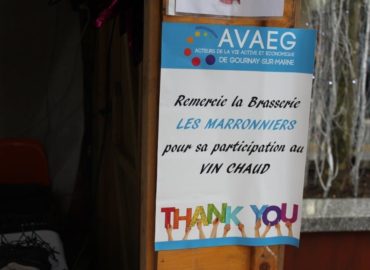 AVAEG
ACTEURS DE LA VIE ACTIVE ET ECONOMIQUE
DE GOURNAY-SUR-MARNE
Remercie la Brasserie
LES MARRONNIERS
pour sa participation au
VIN CHAUD
THANK YOU